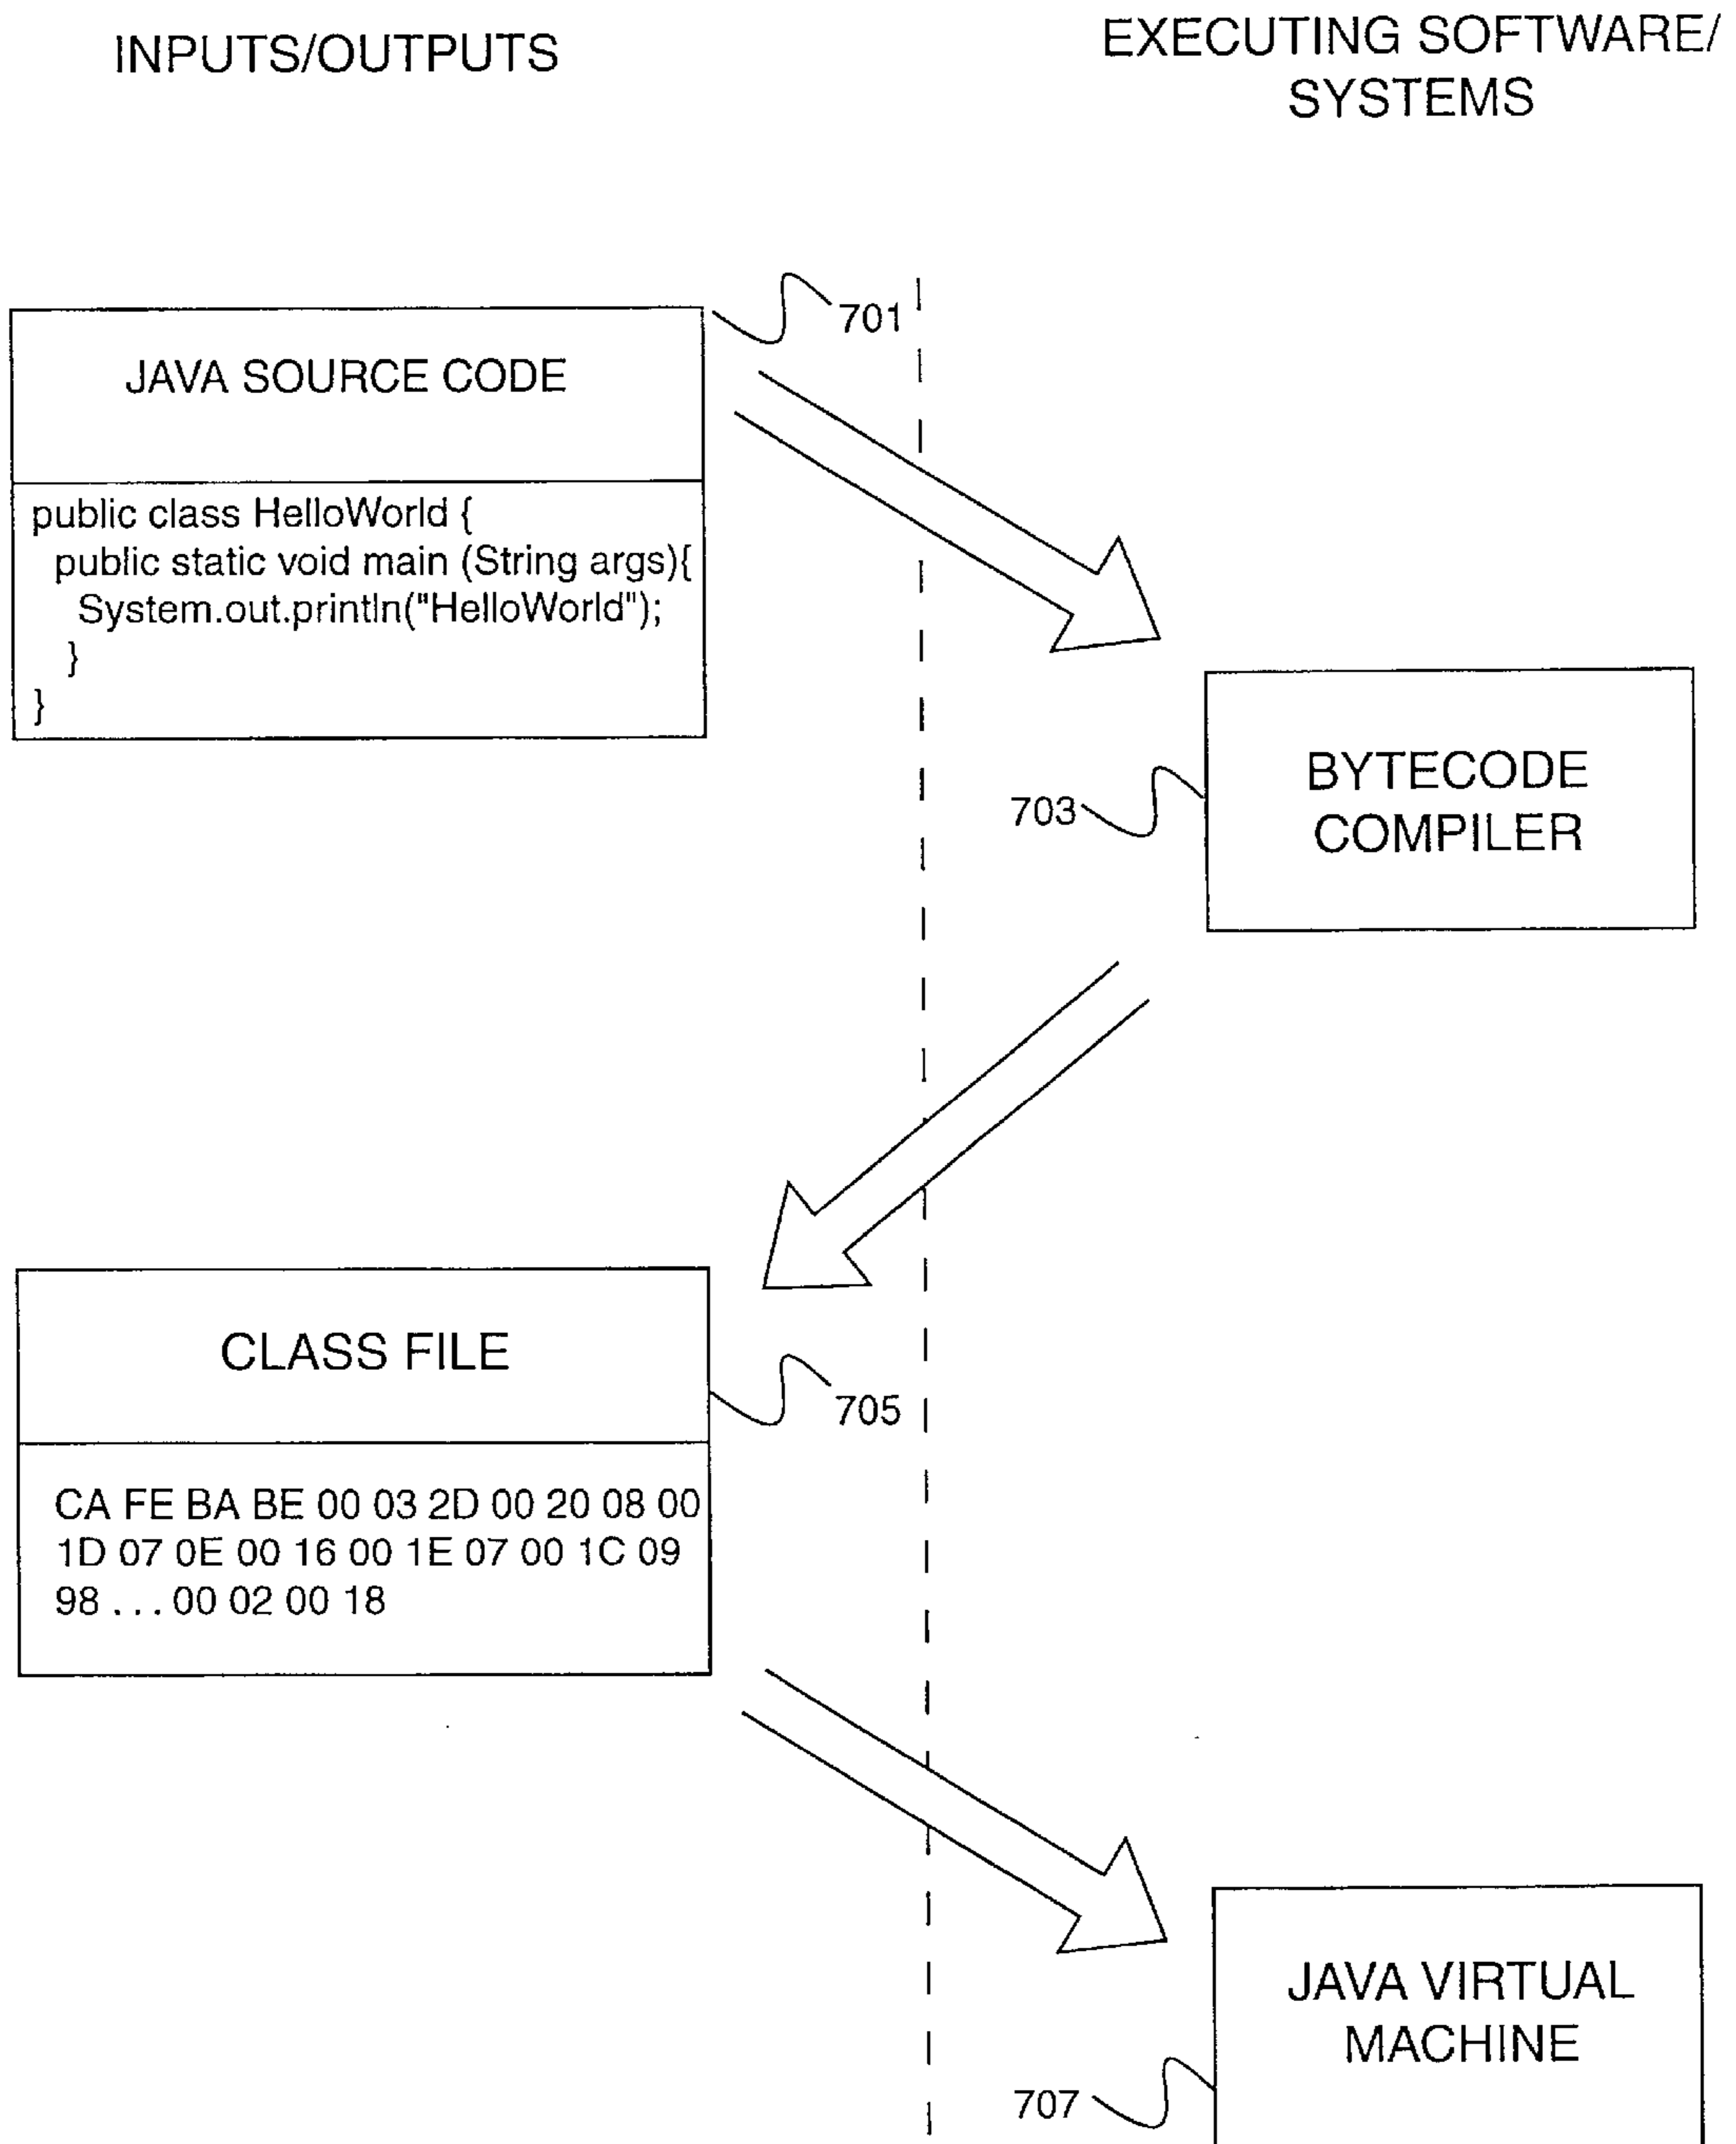 INPUTS/OUTPUTS
EXECUTING SOFTWARE/
SYSTEMS
701
JAVA SOURCE CODE
public class HelloWorld {
public static void main (String args){
System.out.println("HelloWorld");
}
}
703
BYTECODE
COMPILER
CLASS FILE
705
CA FE BA BE 00 03 2D 00 20 08 00
1D 07 0E 00 16 00 1E 07 00 1C 09
98 ... 00 02 00 18
JAVA VIRTUAL
MACHINE
707